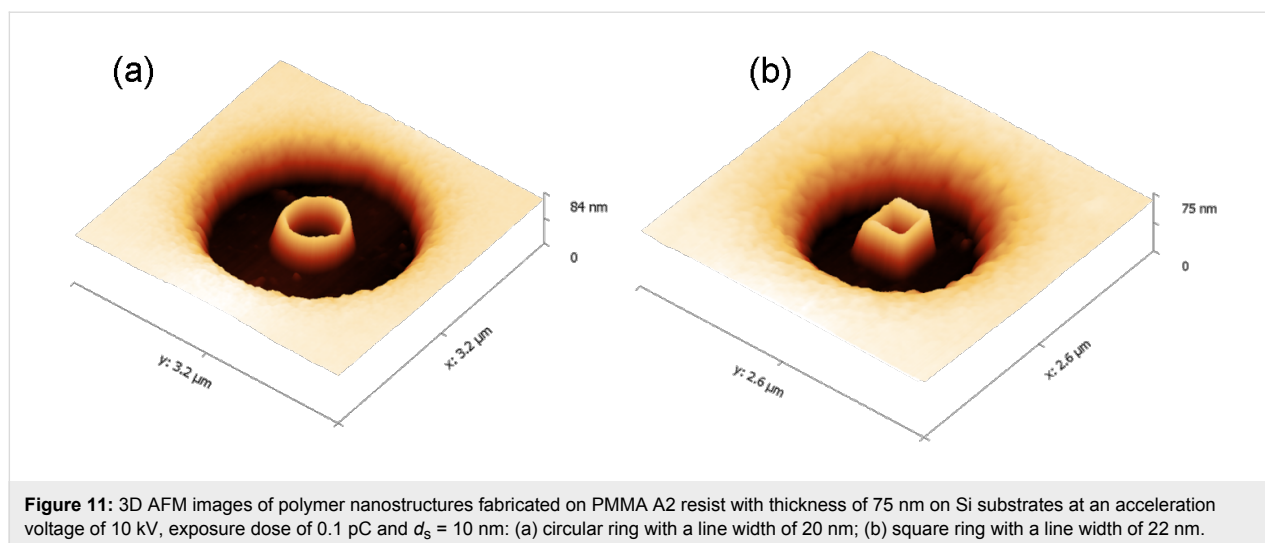 (a)
(b)
84 nm
0
75 nm
0
y: 3.2 µm
x: 3.2 µm
y: 2.6 µm
x: 2.6 µm
Figure 11: 3D AFM images of polymer nanostructures fabricated on PMMA A2 resist with thickness of 75 nm on Si substrates at an acceleration
voltage of 10 kV, exposure dose of 0.1 pC and ds = 10 nm: (a) circular ring with a line width of 20 nm; (b) square ring with a line width of 22 nm.